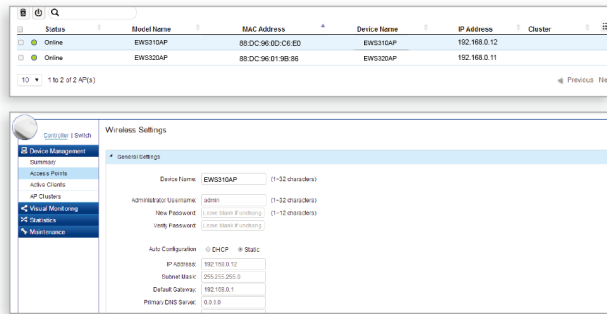 Status Model Name MAC Address Device Name IP Address Cluster
Online EWS310AP 88:DC:96:0D:C6:E0 EWS310AP 192.168.0.12
Online EWS320AP 88:DC:96:01:9B:86 EWS320AP 192.168.0.11
10 1 to 2 of 2 AP(s) Previous Ne
Controller | Switch
Wireless Settings
Device Management
General Settings
Summary
Access Points
Device Name: EWS310AP (1~32 characters)
Active Clients
AP Clusters
Administrator Username: admin (1~32 characters)
Visual Monitoring
New Password: (1~12 characters)
Statistics
Verify Password:
Maintenance
Auto Configuration: DHCP Static
IP Address: 192.168.0.12
Subnet Mask: 255.255.255.0
Default Gateway: 192.168.0.1
Primary DNS Server: 0.0.0.0